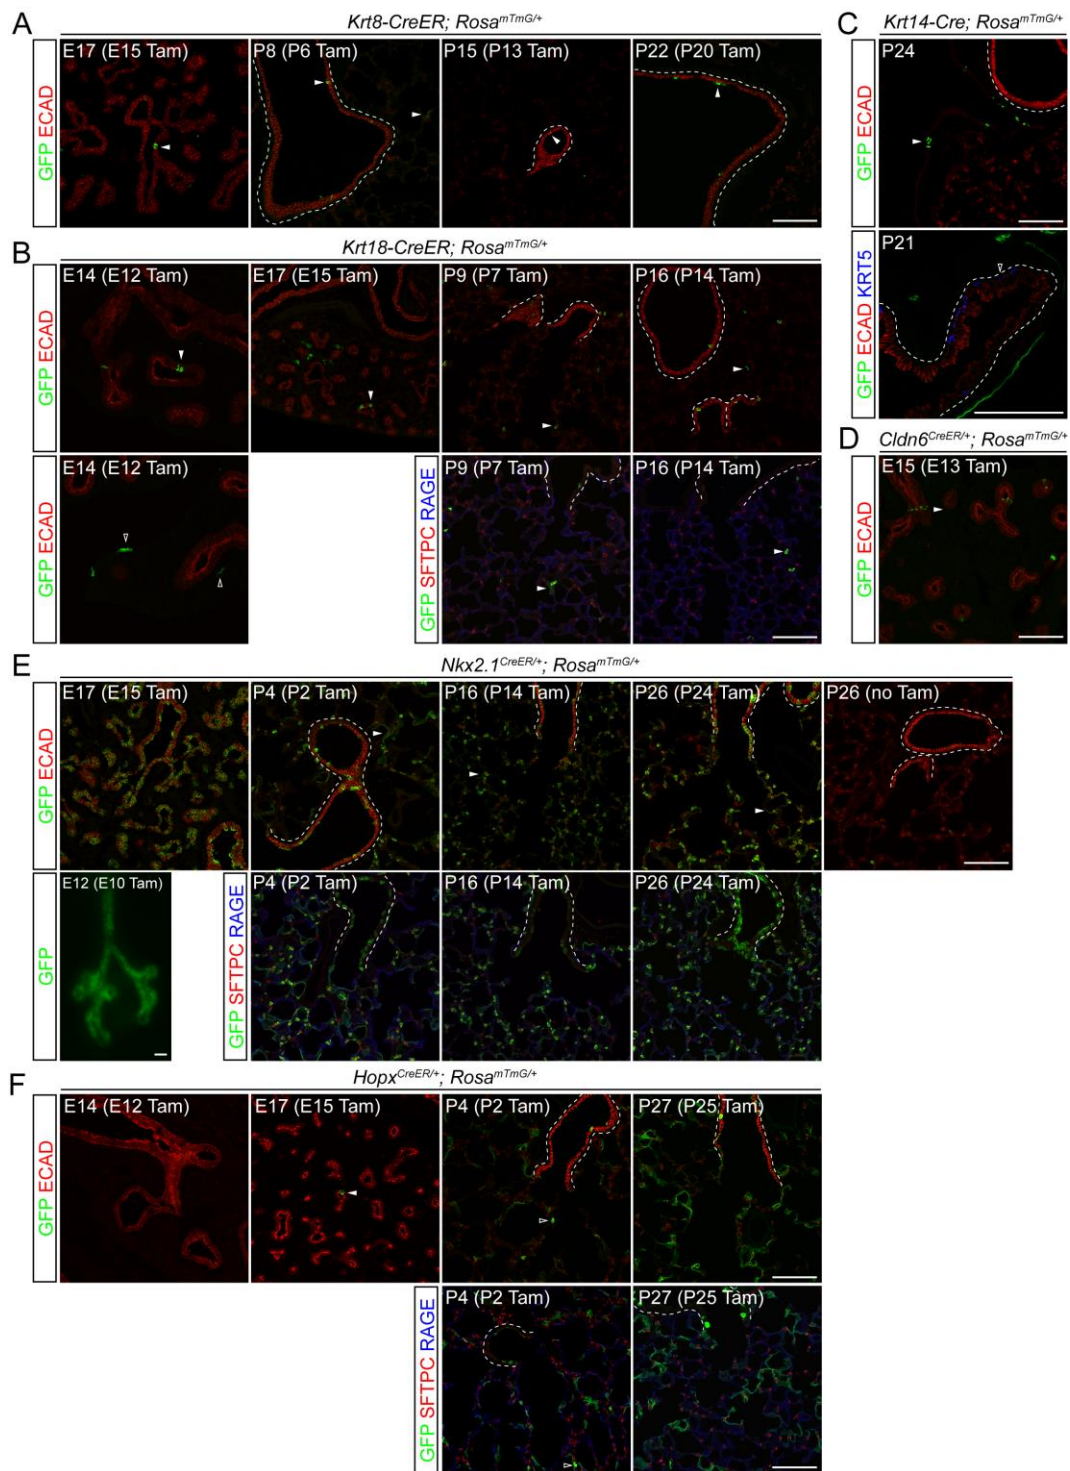 A
Krt8-CreER; Rosa^mTmG/+
GFP ECAD
E17 (E15 Tam)
P8 (P6 Tam)
P15 (P13 Tam)
P22 (P20 Tam)
B
Krt18-CreER; Rosa^mTmG/+
GFP ECAD
E14 (E12 Tam)
E17 (E15 Tam)
P9 (P7 Tam)
P16 (P14 Tam)
GFP ECAD
E14 (E12 Tam)
GFP SFTPC RAGE
P9 (P7 Tam)
P16 (P14 Tam)
C
Krt14-Cre; Rosa^mTmG/+
GFP ECAD
P24
GFP ECAD KRT5
P21
D
Cldn6^CreER/+; Rosa^mTmG/+
GFP ECAD
E15 (E13 Tam)
E
Nkx2.1^CreER/+; Rosa^mTmG/+
GFP ECAD
E17 (E15 Tam)
P4 (P2 Tam)
P16 (P14 Tam)
P26 (P24 Tam)
P26 (no Tam)
GFP
E12 (E10 Tam)
GFP SFTPC RAGE
P4 (P2 Tam)
P16 (P14 Tam)
P26 (P24 Tam)
F
Hopx^CreER/+; Rosa^mTmG/+
GFP ECAD
E14 (E12 Tam)
E17 (E15 Tam)
P4 (P2 Tam)
P27 (P25 Tam)
GFP SFTPC RAGE
P4 (P2 Tam)
P27 (P25 Tam)